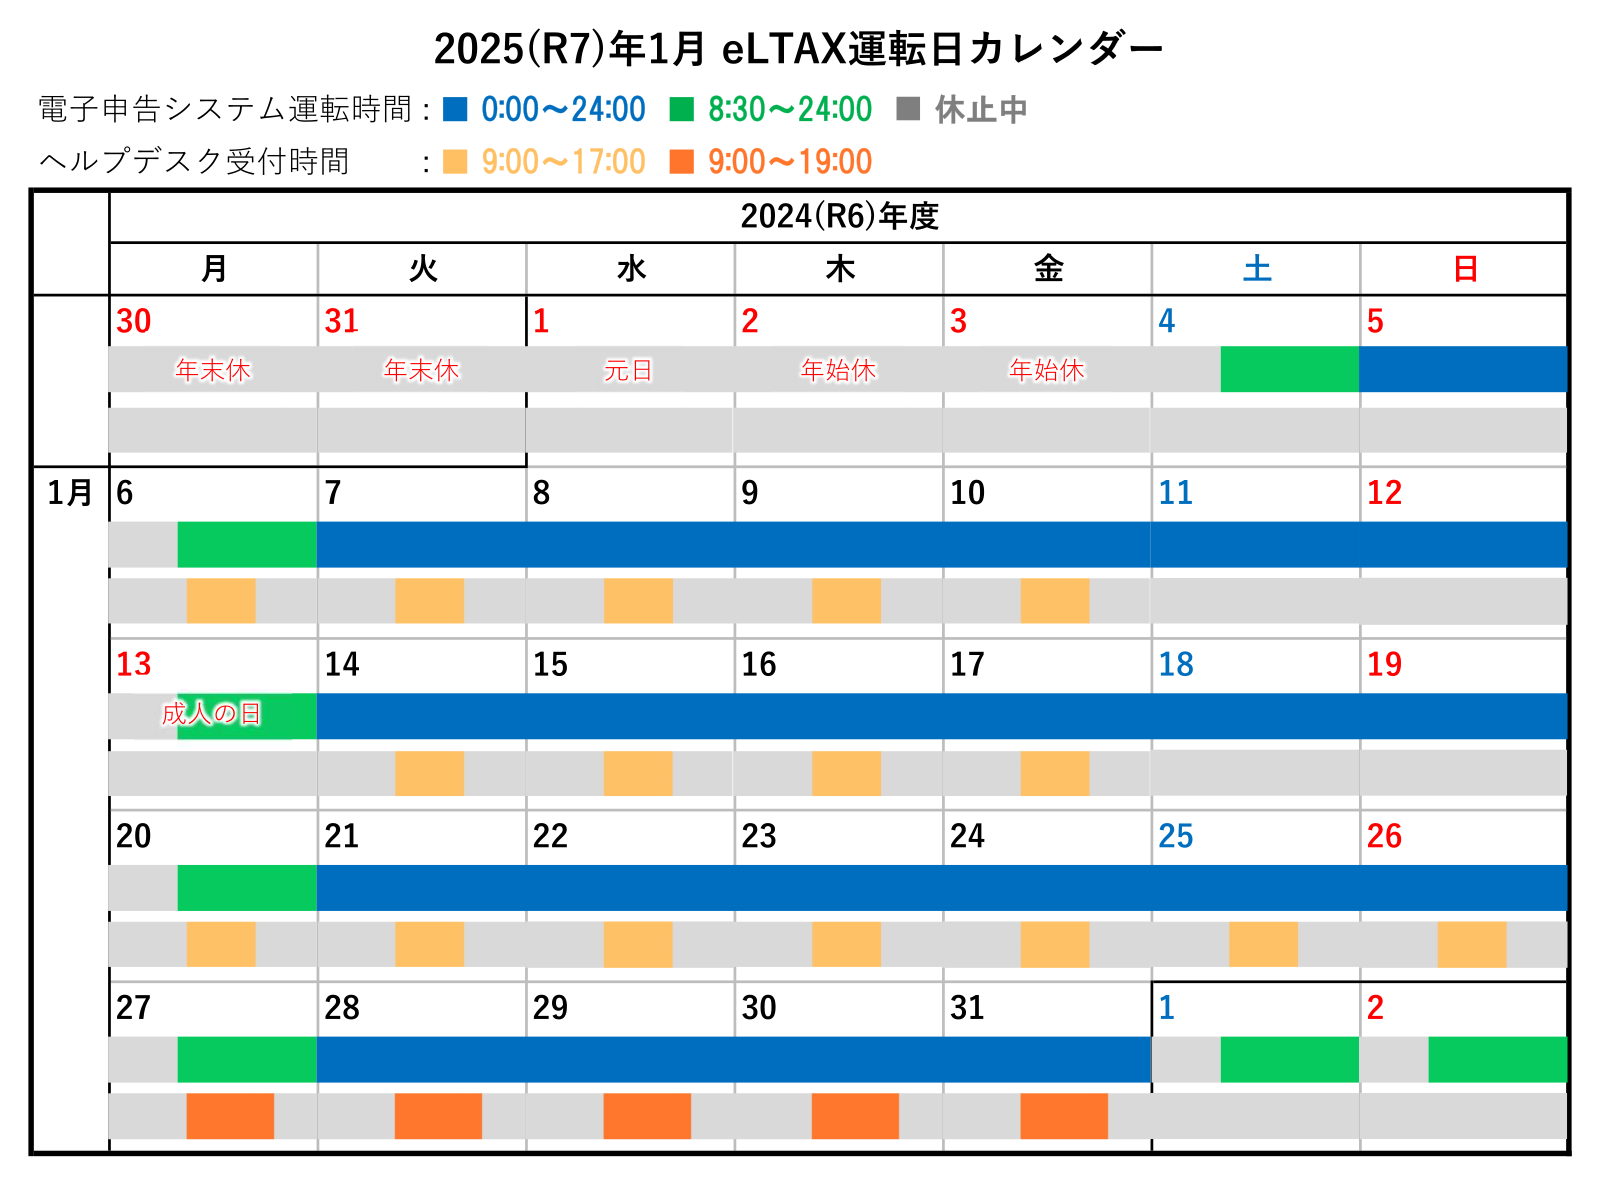 2025(R7)年1月 eLTAX運転日カレンダー
電子申告システム運転時間 : 0:00～24:00 8:30～24:00 休止中
ヘルプデスク受付時間 : 9:00～17:00 9:00～19:00
2024(R6)年度
月 火 水 木 金 土 日
30 31 1 2 3 4 5
年末休 年末休 元日 年始休 年始休
1月 6 7 8 9 10 11 12
13 14 15 16 17 18 19
成人の日
20 21 22 23 24 25 26
27 28 29 30 31 1 2